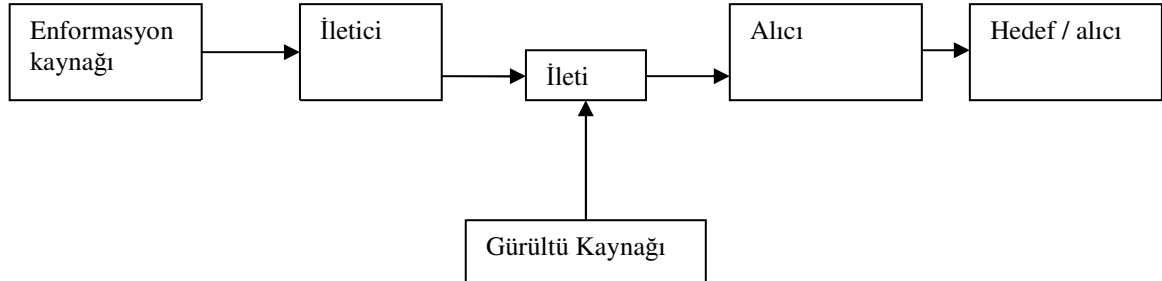 Enformasyon
kaynağı
İletici
İleti
Alıcı
Hedef / alıcı
Gürültü Kaynağı